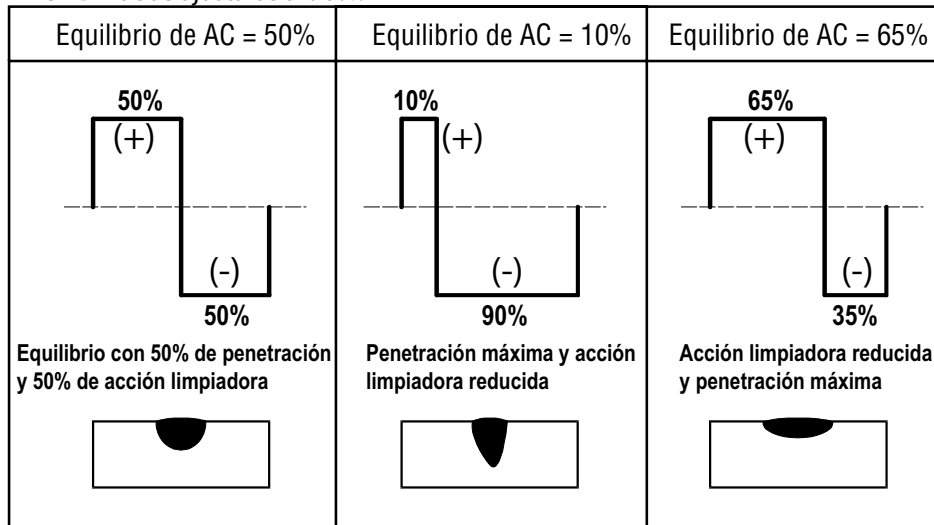 Equilibrio de AC = 50%
50%
(+)
(-)
50%
Equilibrio con 50% de penetración
y 50% de acción limpiadora
Equilibrio de AC = 10%
10%
(+)
(-)
90%
Penetración máxima y acción
limpiadora reducida
Equilibrio de AC = 65%
65%
(+)
(-)
35%
Acción limpiadora reducida
y penetración máxima